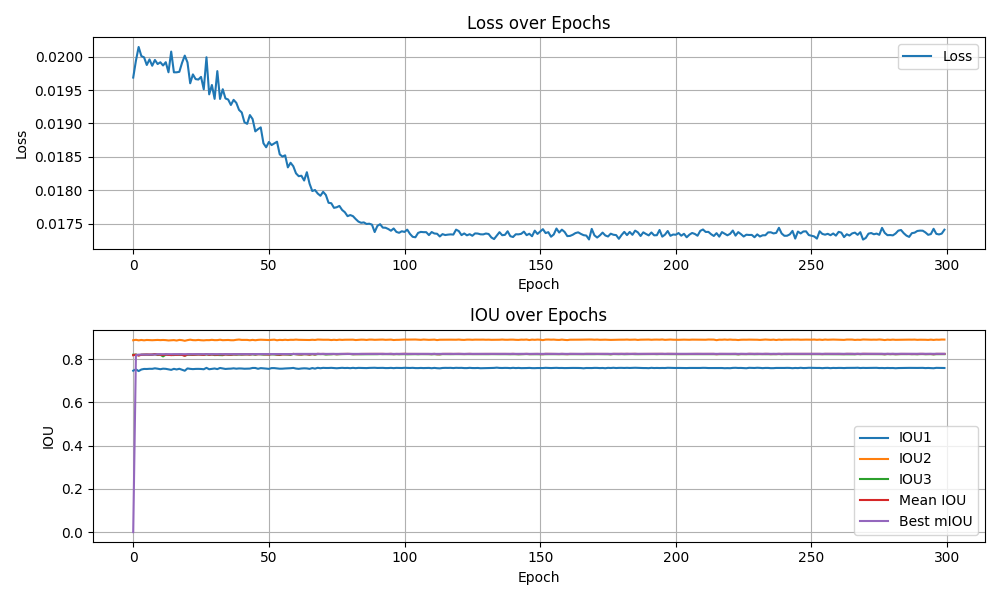 Loss over Epochs
0.0200
0.0195
0.0190
0.0185
0.0180
0.0175
Loss
Loss
0 50 100 150 200 250 300
Epoch
IOU over Epochs
0.8
0.6
0.4
0.2
0.0
IOU
IOU1
IOU2
IOU3
Mean IOU
Best mIOU
0 50 100 150 200 250 300
Epoch